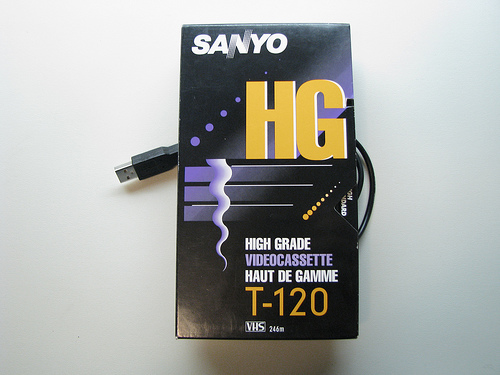 SANYO
HG
HIGH GRADE
VIDEOCASSETTE
HAUT DE GAMME
T-120
VHS 246m